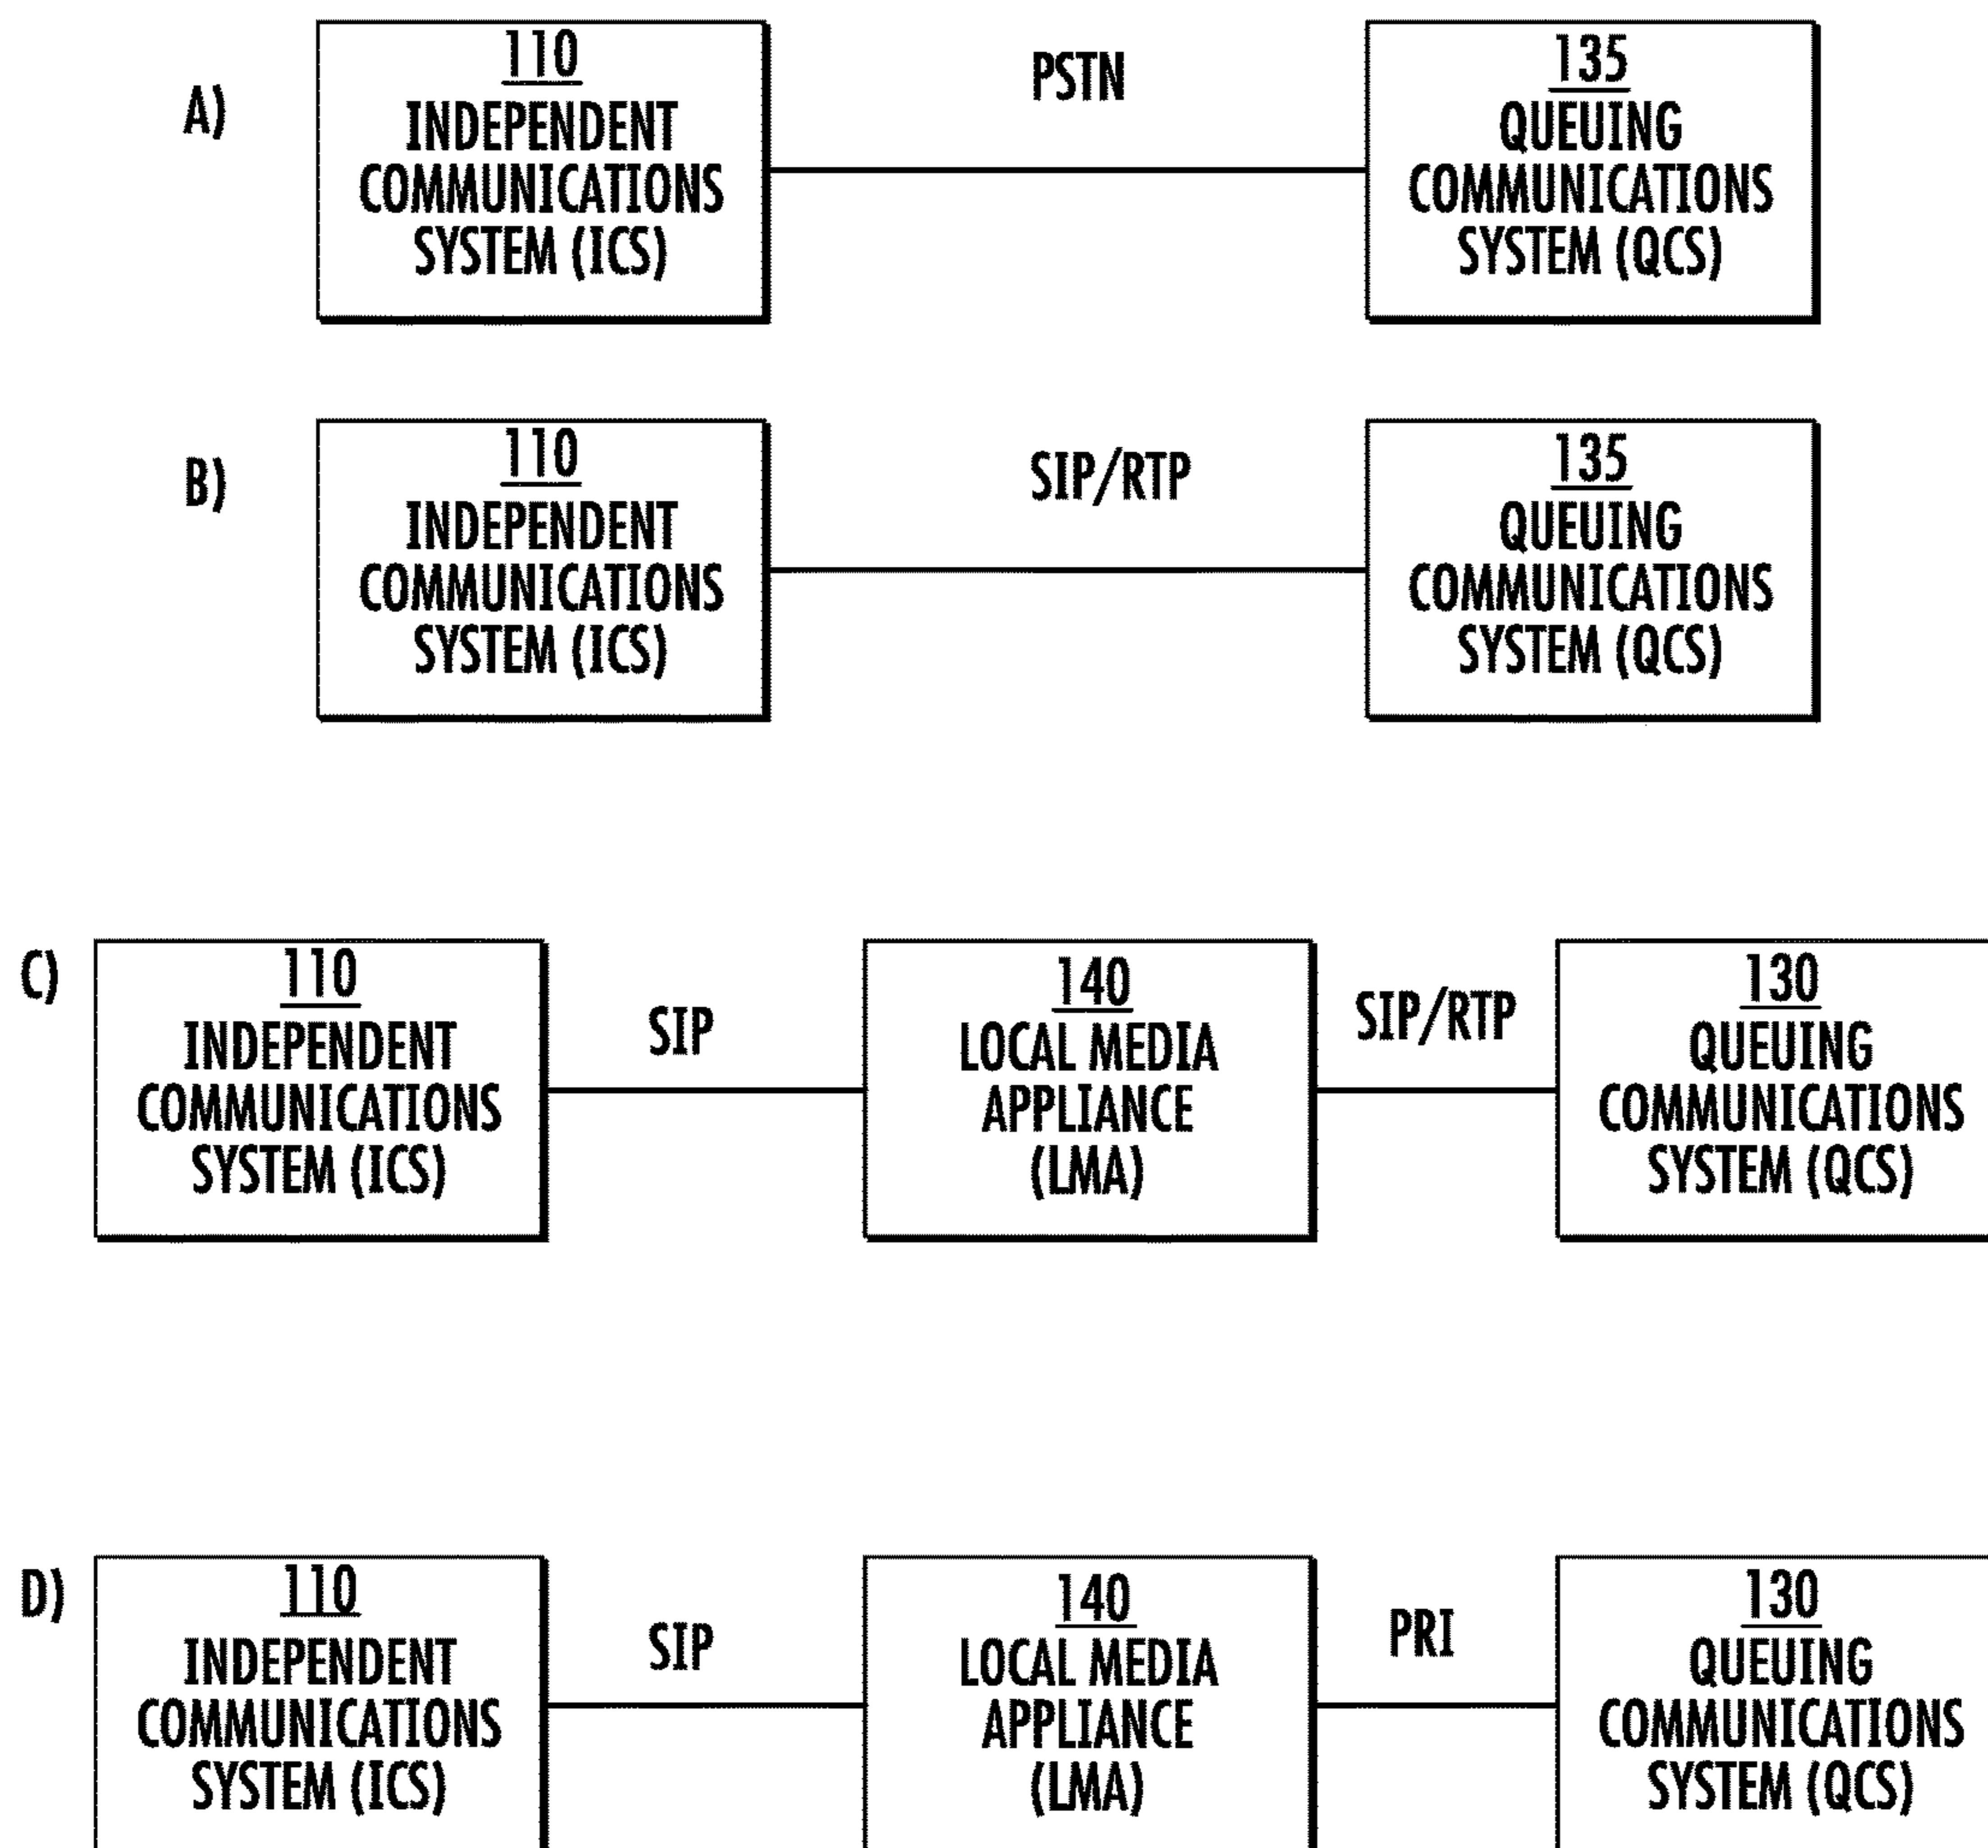 A)
110
INDEPENDENT
COMMUNICATIONS
SYSTEM (ICS)
PSTN
135
QUEUING
COMMUNICATIONS
SYSTEM (QCS)
B)
110
INDEPENDENT
COMMUNICATIONS
SYSTEM (ICS)
SIP/RTP
135
QUEUING
COMMUNICATIONS
SYSTEM (QCS)
C)
110
INDEPENDENT
COMMUNICATIONS
SYSTEM (ICS)
SIP
140
LOCAL MEDIA
APPLIANCE
(LMA)
SIP/RTP
130
QUEUING
COMMUNICATIONS
SYSTEM (QCS)
D)
110
INDEPENDENT
COMMUNICATIONS
SYSTEM (ICS)
SIP
140
LOCAL MEDIA
APPLIANCE
(LMA)
PRI
130
QUEUING
COMMUNICATIONS
SYSTEM (QCS)